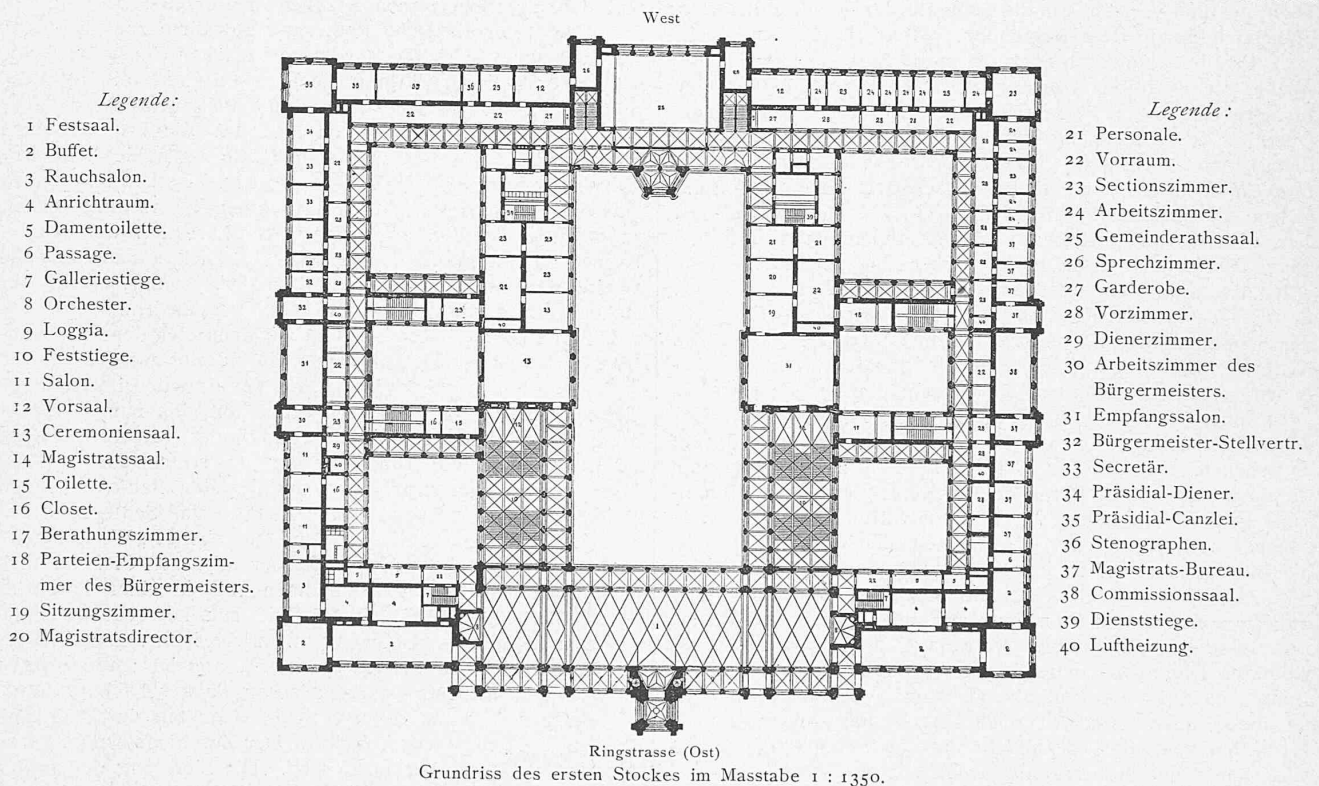 West
Legende:
1 Festsaal.
2 Buffet.
3 Rauchsalon.
4 Anrichtraum.
5 Damentoilette.
6 Passage.
7 Galleriestiege.
8 Orchester.
9 Loggia.
10 Feststiege.
11 Salon.
12 Vorsaal.
13 Ceremoniensaal.
14 Magistratssaal.
15 Toilette.
16 Closet.
17 Berathungszimmer.
18 Parteien-Empfangszim-
mer des Bürgermeisters.
19 Sitzungszimmer.
20 Magistratsdirector.
Legende:
21 Personale.
22 Vorraum.
23 Sectionszimmer.
24 Arbeitszimmer.
25 Gemeinderathssaal.
26 Sprechzimmer.
27 Garderobe.
28 Vorzimmer.
29 Dienerzimmer.
30 Arbeitszimmer des
Bürgermeisters.
31 Empfangssalon.
32 Bürgermeister-Stellvertr.
33 Secretär.
34 Präsidial-Diener.
35 Präsidial-Canzlei.
36 Stenographen.
37 Magistrats-Bureau.
38 Commissionssaal.
39 Dienststiege.
40 Luftheizung.
Ringstrasse (Ost)
Grundriss des ersten Stockes im Masstabe 1 : 1350.